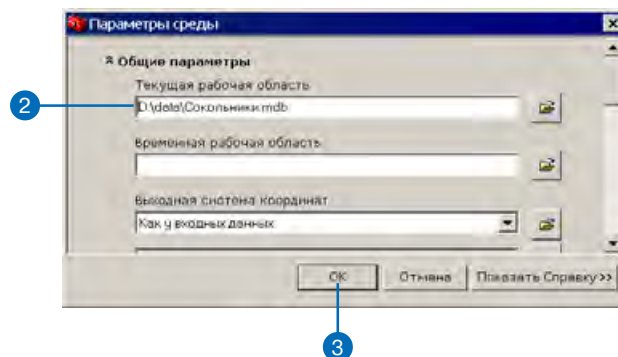 Параметры среды
Общие параметры
Текущая рабочая область
2
D:\data\Сокольники.mdb
Временная рабочая область
Выходная система координат
Как у входных данных
OK
Отмена
Показать Справку>>
3